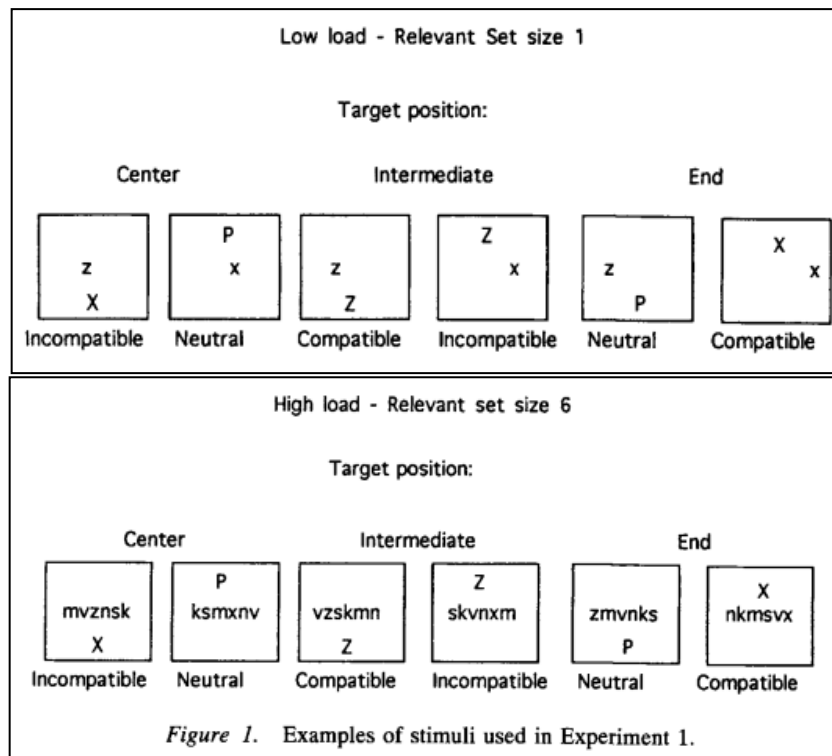 Low load - Relevant Set size 1
Target position:
Center Intermediate End
P Z X
z x z x z x
X Z P
Incompatible Neutral Compatible Incompatible Neutral Compatible
High load - Relevant set size 6
Target position:
Center Intermediate End
P Z X
mvznsk ksmxnv vzskmn skvnxm zmvnks nkmsvx
X Z P
Incompatible Neutral Compatible Incompatible Neutral Compatible
Figure 1. Examples of stimuli used in Experiment 1.